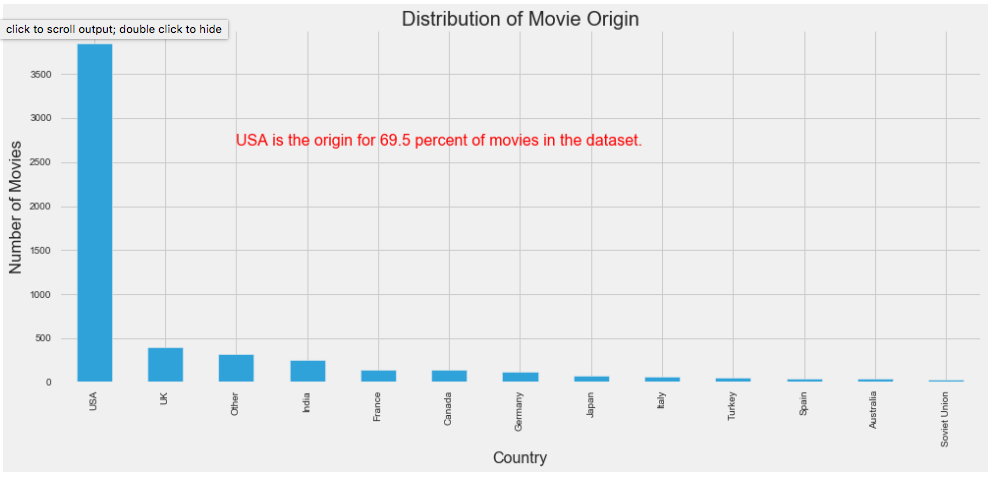 Distribution of Movie Origin
click to scroll output; double click to hide
Number of Movies
3500
3000
2500
2000
1500
1000
500
0
USA is the origin for 69.5 percent of movies in the dataset.
USA
UK
Other
India
France
Canada
Germany
Japan
Italy
Turkey
Spain
Australia
Soviet Union
Country